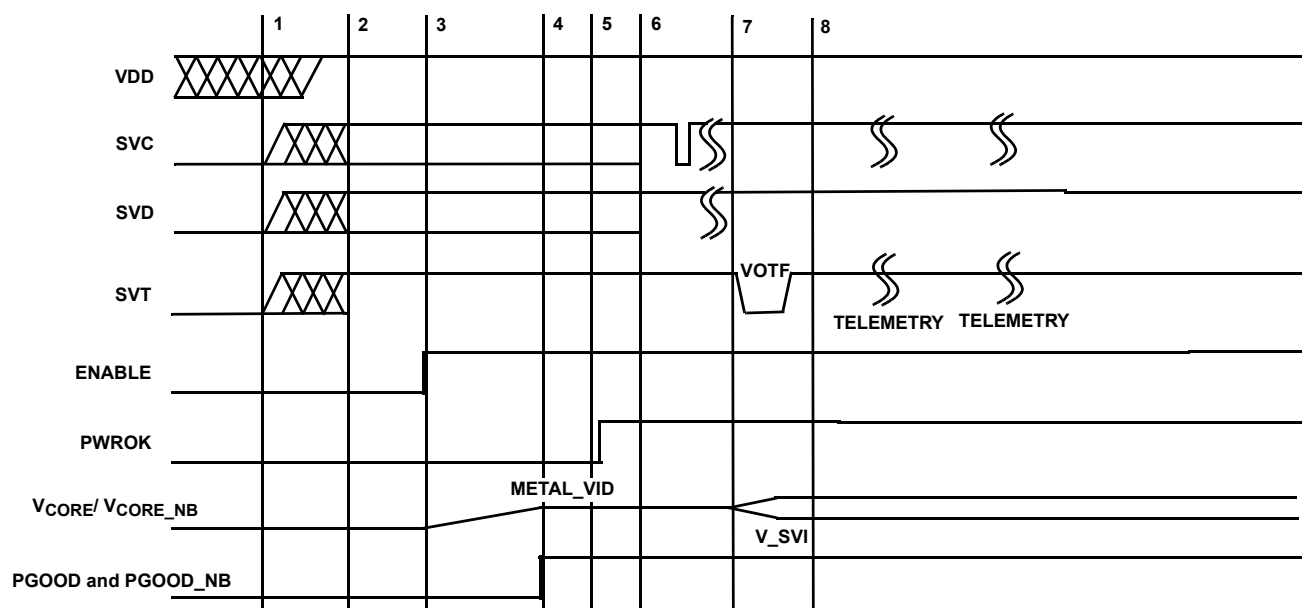 1 2 3 4 5 6 7 8
VDD
SVC
SVD
SVT
VOTF
TELEMETRY TELEMETRY
ENABLE
PWROK
METAL_VID
VCORE/ VCORE_NB
V_SVI
PGOOD and PGOOD_NB